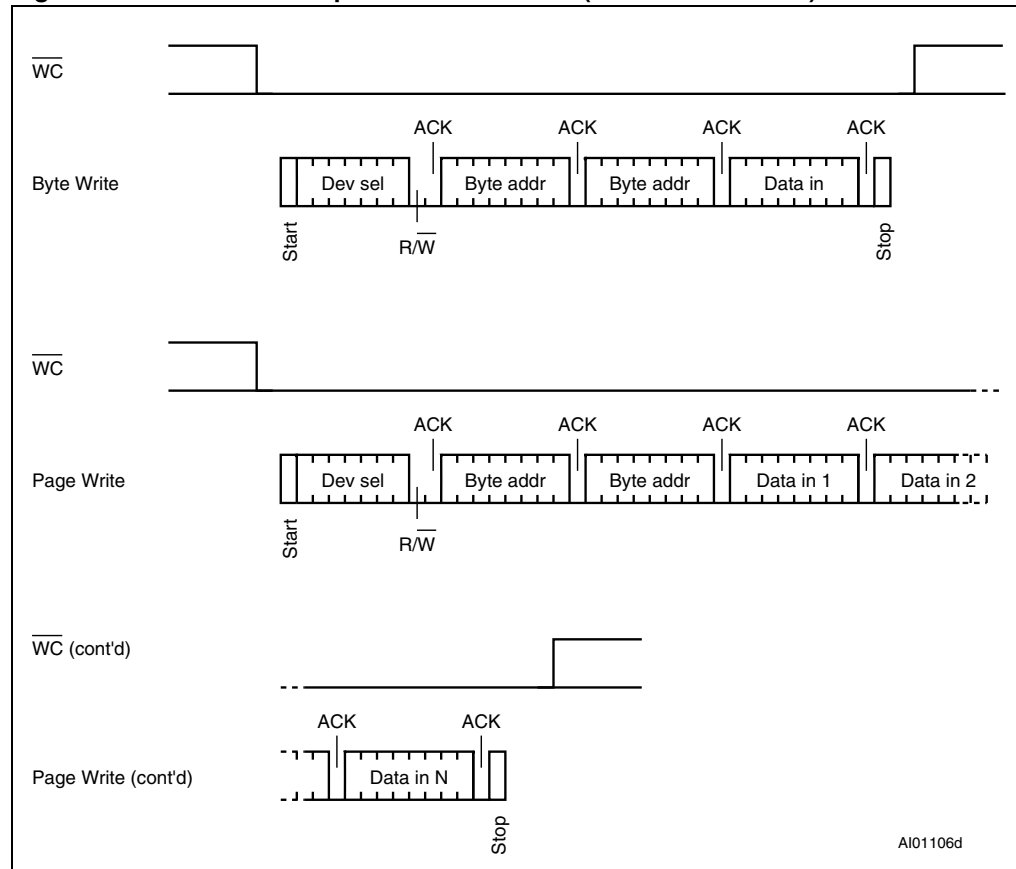 WC
ACK ACK ACK ACK
Byte Write
Dev sel Byte addr Byte addr Data in
Start
R/W
Stop
WC
ACK ACK ACK ACK
Page Write
Dev sel Byte addr Byte addr Data in 1 Data in 2
Start
R/W
WC (cont'd)
ACK ACK
Page Write (cont'd)
Data in N
Stop
AI01106d